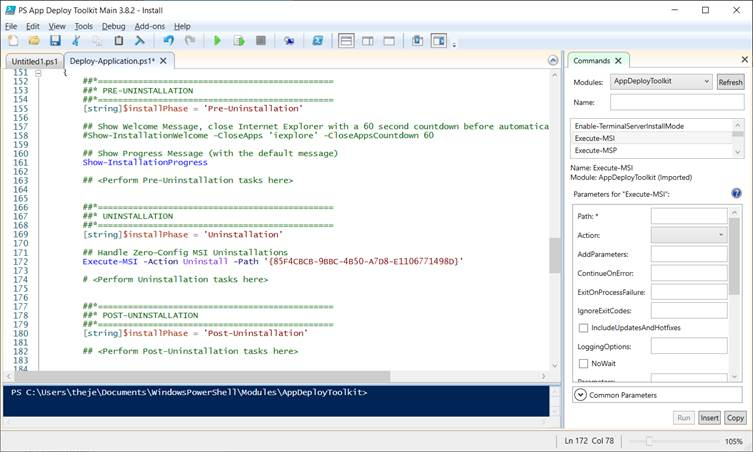 PS App Deploy Toolkit Main 3.8.2 - Install
File Edit View Tools Debug Add-ons Help
Untitled1.ps1 Deploy-Application.ps1*
151 {
152 ##*===============================================
153 ##* PRE-UNINSTALLATION
154 ##*===============================================
155 [string]$installPhase = 'Pre-Uninstallation'
156
157 ## Show Welcome Message, close Internet Explorer with a 60 second countdown before automatica
158 #Show-InstallationWelcome -CloseApps 'iexplore' -CloseAppsCountdown 60
159
160 ## Show Progress Message (with the default message)
161 Show-InstallationProgress
162
163 ## <Perform Pre-Uninstallation tasks here>
164
165
166 ##*===============================================
167 ##* UNINSTALLATION
168 ##*===============================================
169 [string]$installPhase = 'Uninstallation'
170
171 ## Handle Zero-Config MSI Uninstallations
172 Execute-MSI -Action Uninstall -Path '{85F4CBCB-9BBC-4B50-A7D8-E1106771498D}'
173
174 # <Perform Uninstallation tasks here>
175
176
177 ##*===============================================
178 ##* POST-UNINSTALLATION
179 ##*===============================================
180 [string]$installPhase = 'Post-Uninstallation'
181
182 ## <Perform Post-Uninstallation tasks here>
183
184
PS C:\Users\theje\Documents\WindowsPowerShell\Modules\AppDeployToolkit>
Commands
Modules: AppDeployToolkit Refresh
Name:
Enable-TerminalServerInstallMode
Execute-MSI
Execute-MSP
Name: Execute-MSI
Module: AppDeployToolkit (Imported)
Parameters for "Execute-MSI":
Path: *
Action:
AddParameters:
ContinueOnError:
ExitOnProcessFailure:
IgnoreExitCodes:
IncludeUpdatesAndHotfixes
LoggingOptions:
NoWait
Parameters:
Common Parameters
Run Insert Copy
Ln 172 Col 78 105%